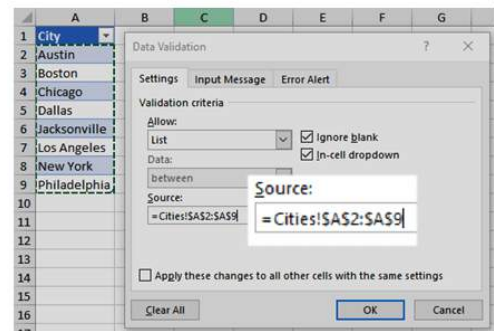 A B C D E F G
1 City
2 Austin
3 Boston
4 Chicago
5 Dallas
6 Jacksonville
7 Los Angeles
8 New York
9 Philadelphia
10
11
12
13
14
15
16
17
Data Validation ? ×
Settings Input Message Error Alert
Validation criteria
Allow:
List
Ignore blank
Data:
In-cell dropdown
between
Source:
=Cities!$A$2:$A$9
Source:
=Cities!$A$2:$A$9
Apply these changes to all other cells with the same settings
Clear All OK Cancel